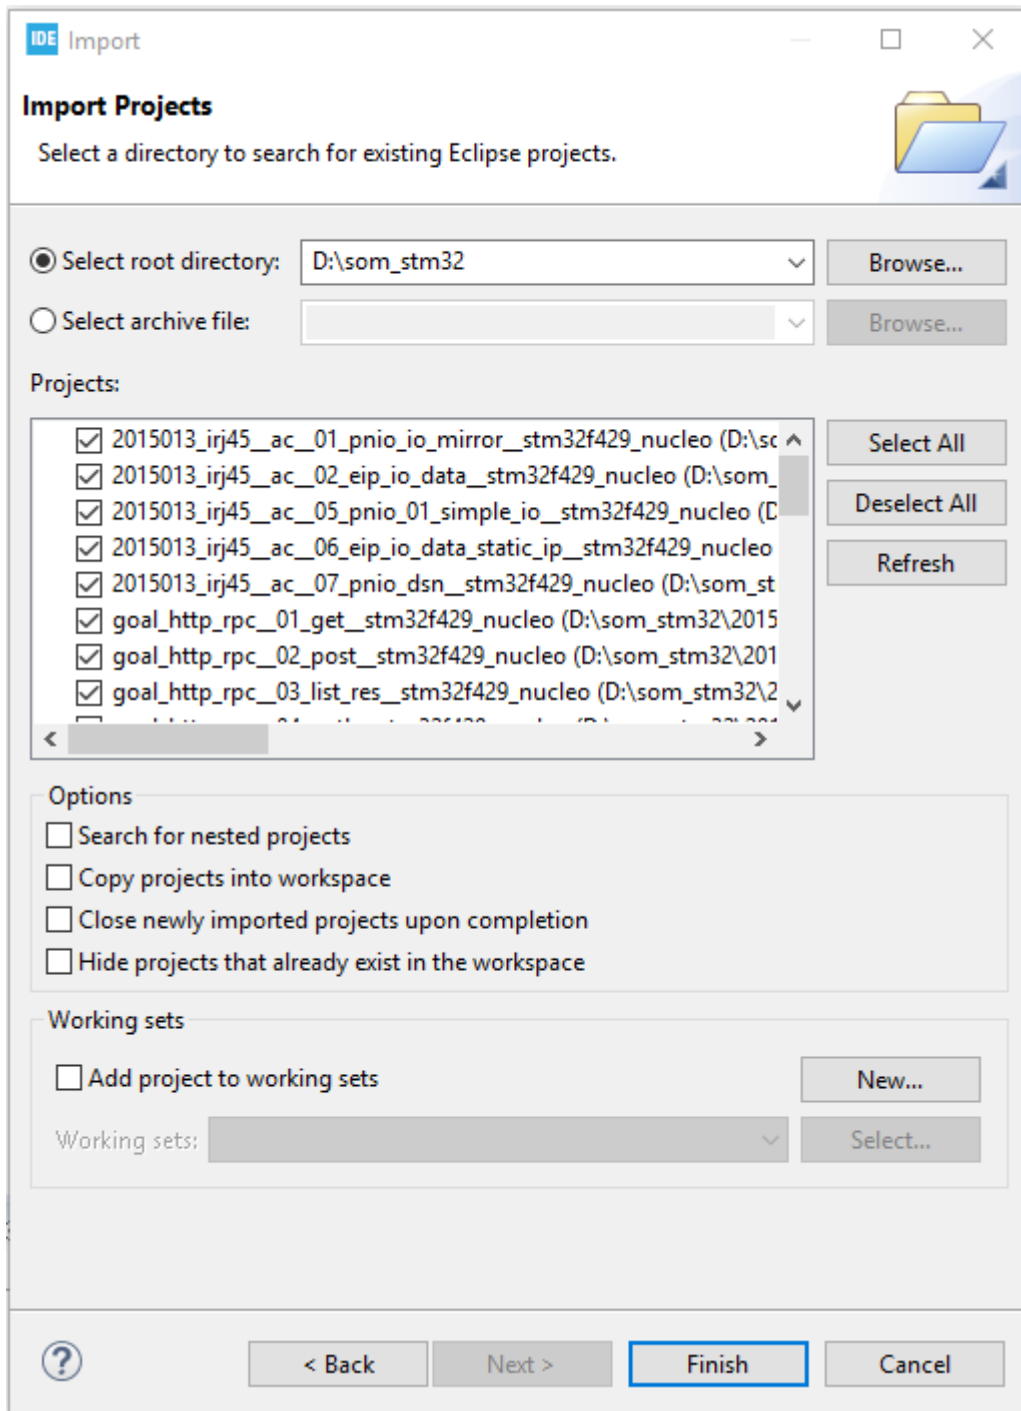 IDE Import
Import Projects
Select a directory to search for existing Eclipse projects.
Select root directory: D:\som_stm32 Browse...
Select archive file: Browse...
Projects:
2015013_irj45__ac__01_pnio_io_mirror__stm32f429_nucleo (D:\sc
2015013_irj45__ac__02_eip_io_data__stm32f429_nucleo (D:\som_
2015013_irj45__ac__05_pnio_01_simple_io__stm32f429_nucleo (D
2015013_irj45__ac__06_eip_io_data_static_ip__stm32f429_nucleo
2015013_irj45__ac__07_pnio_dsn__stm32f429_nucleo (D:\som_st
goal_http_rpc__01_get__stm32f429_nucleo (D:\som_stm32\2015
goal_http_rpc__02_post__stm32f429_nucleo (D:\som_stm32\201
goal_http_rpc__03_list_res__stm32f429_nucleo (D:\som_stm32\2
Select All
Deselect All
Refresh
Options
Search for nested projects
Copy projects into workspace
Close newly imported projects upon completion
Hide projects that already exist in the workspace
Working sets
Add project to working sets New...
Working sets: Select...
? < Back Next > Finish Cancel